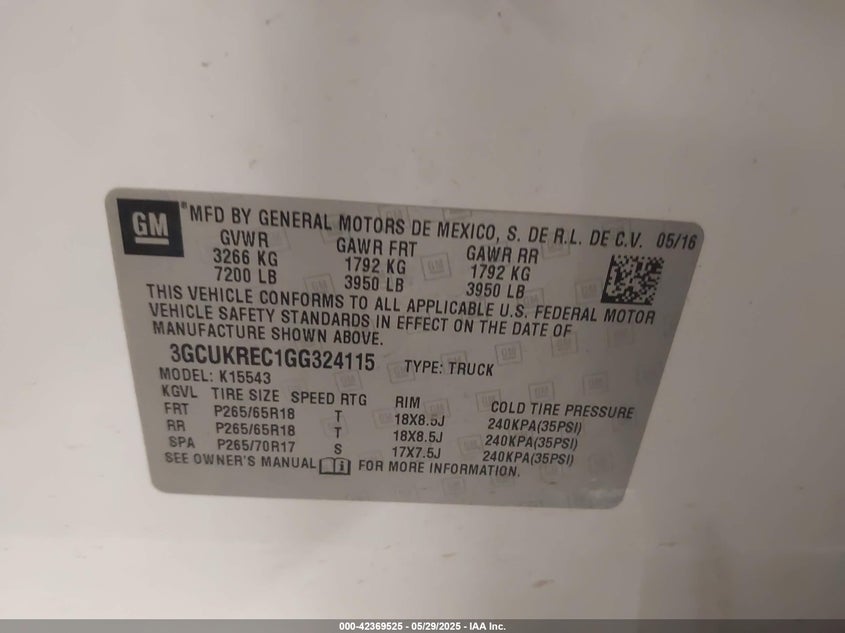 GM ® MFD BY GENERAL MOTORS DE MEXICO, S. DE R.L. DE C.V. 05/16
GVWR GAWR FRT GAWR RR
3266 KG 1792 KG 1792 KG
7200 LB 3950 LB 3950 LB
THIS VEHICLE CONFORMS TO ALL APPLICABLE U.S. FEDERAL MOTOR
VEHICLE SAFETY STANDARDS IN EFFECT ON THE DATE OF
MANUFACTURE SHOWN ABOVE.
3GCUKREC1GG324115 TYPE: TRUCK
MODEL: K15543
KGVL TIRE SIZE SPEED RTG RIM COLD TIRE PRESSURE
FRT P265/65R18 T 18X8.5J 240KPA(35PSI)
RR P265/65R18 T 18X8.5J 240KPA(35PSI)
SPA P265/70R17 S 17X7.5J 240KPA(35PSI)
SEE OWNER'S MANUAL i FOR MORE INFORMATION.
000-42369525 - 05/29/2025 - IAA Inc.